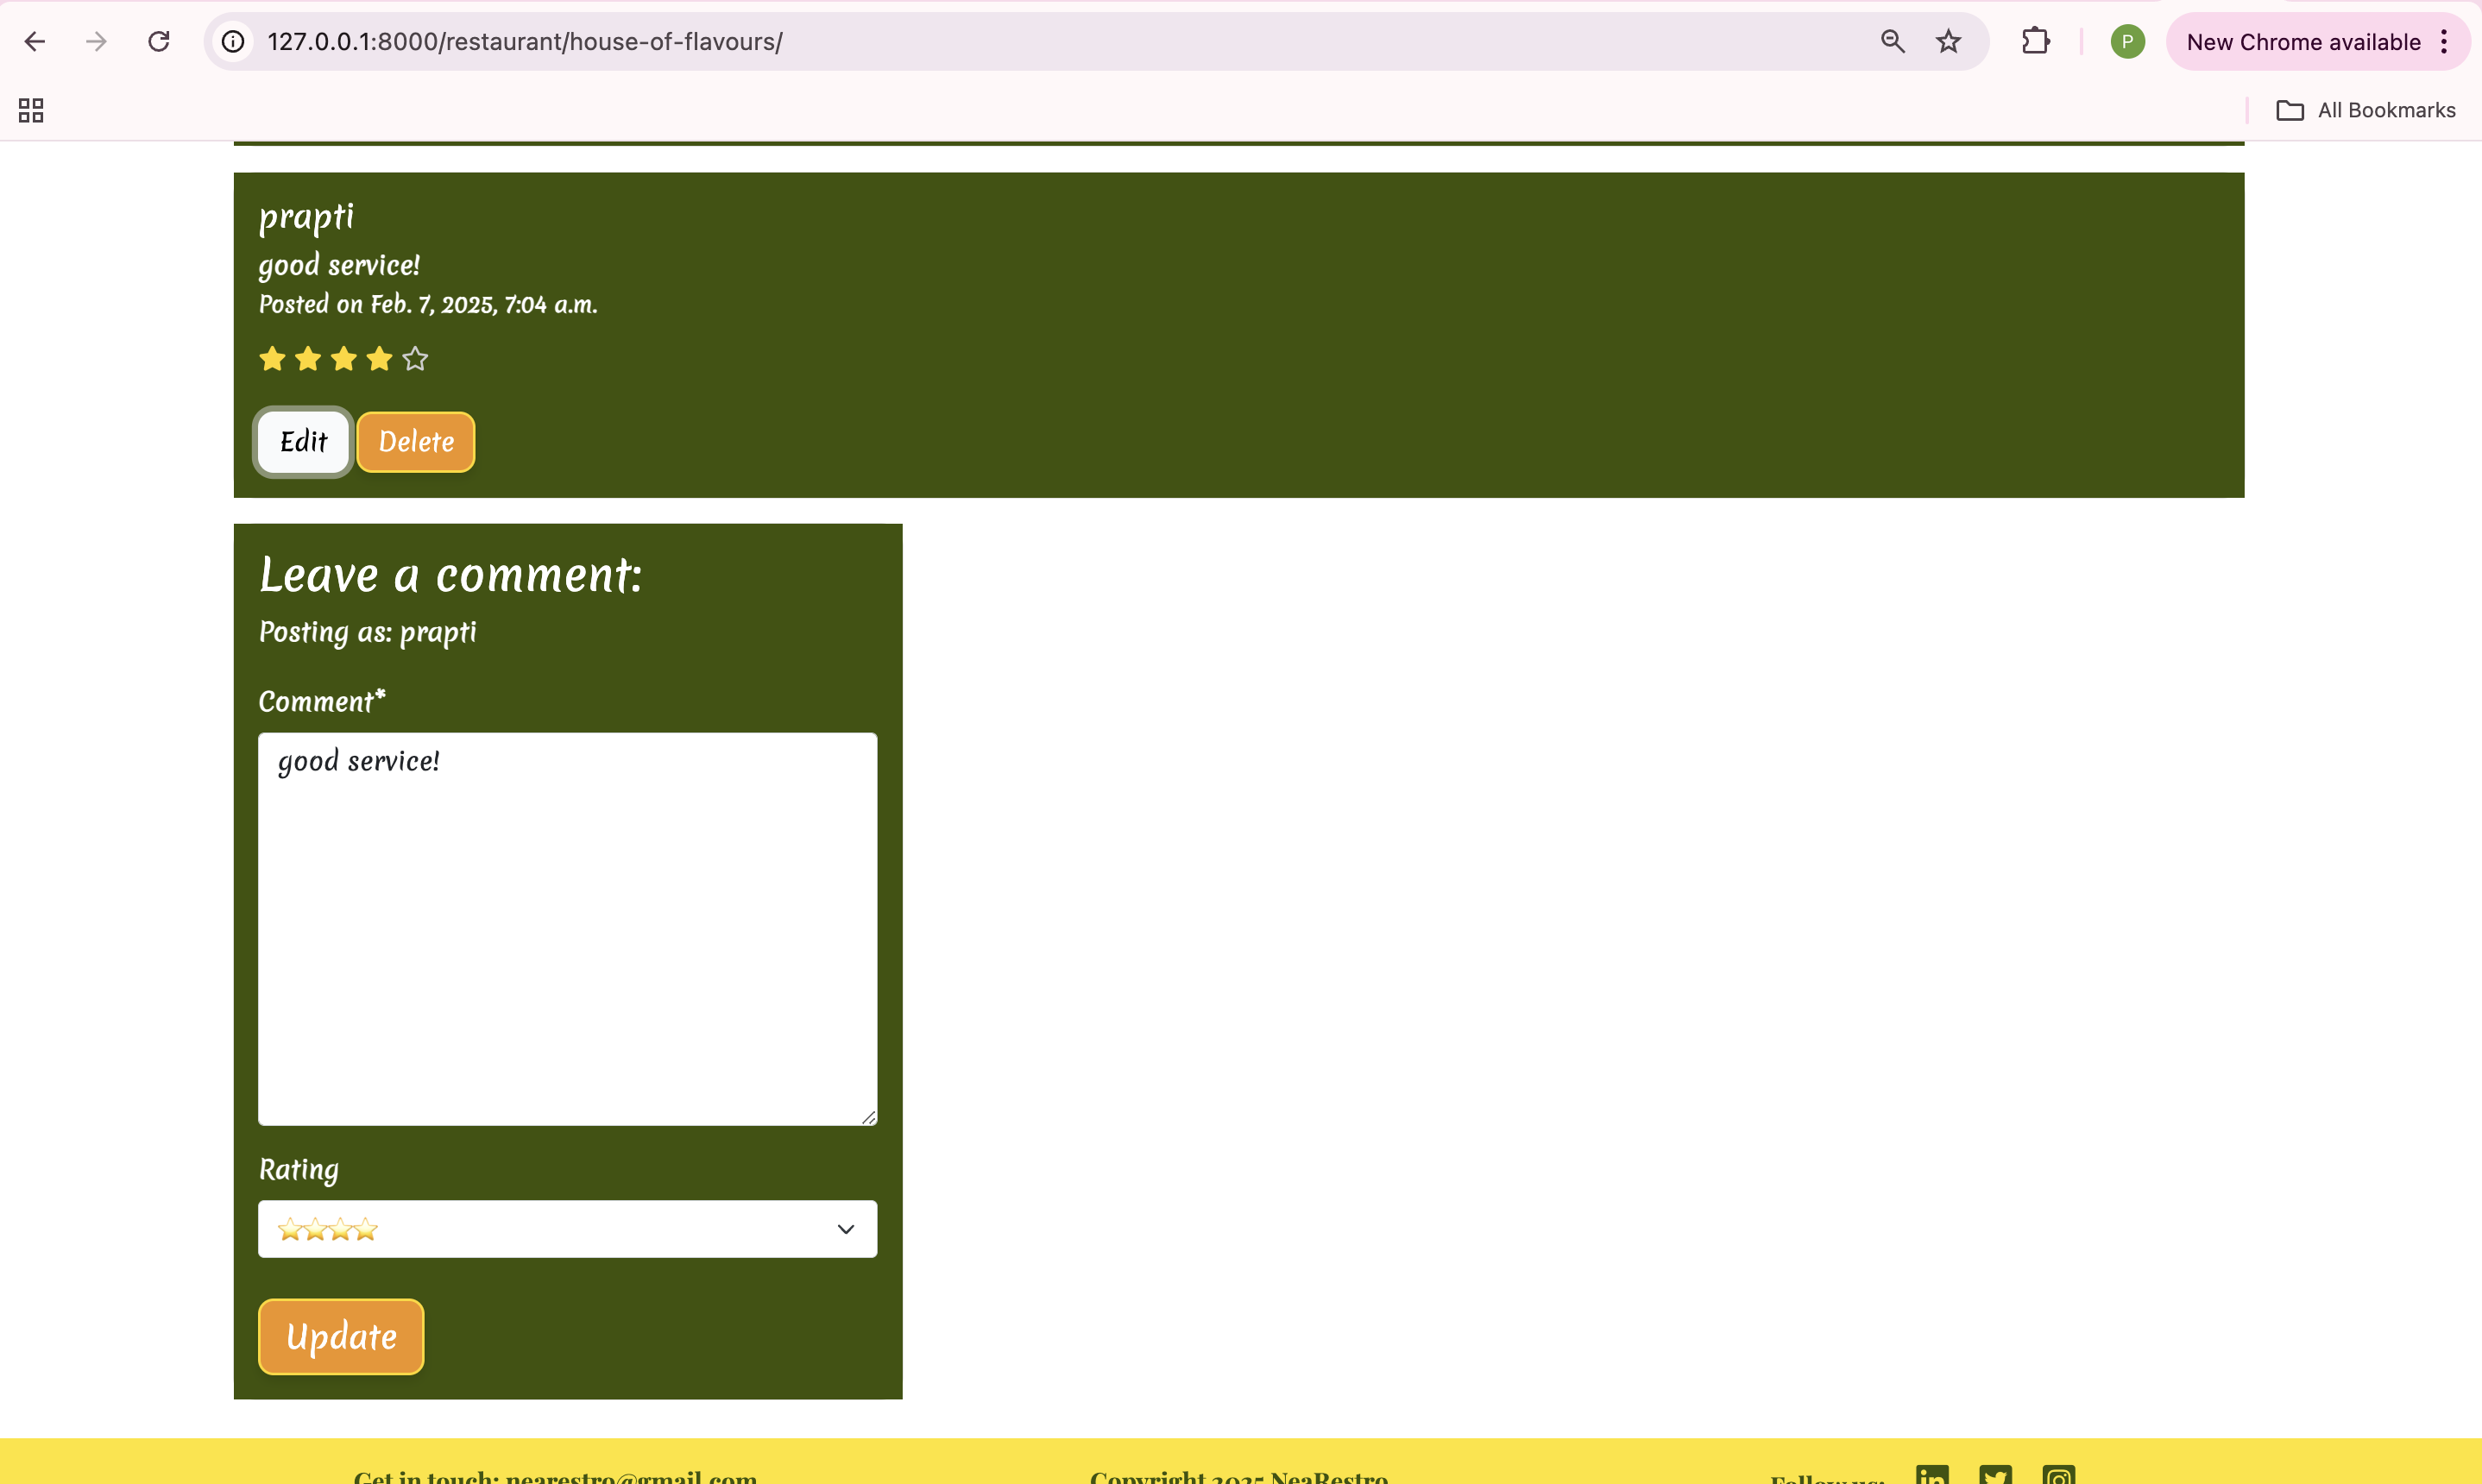 127.0.0.1:8000/restaurant/house-of-flavours/
P
New Chrome available
All Bookmarks
prapti
good service!
Posted on Feb. 7, 2025, 7:04 a.m.
Edit
Delete
Leave a comment:
Posting as: prapti
Comment*
good service!
Rating
Update
Get in touch: nearestro@gmail.com
Copyright 2025 NeaRestro
Follow us: